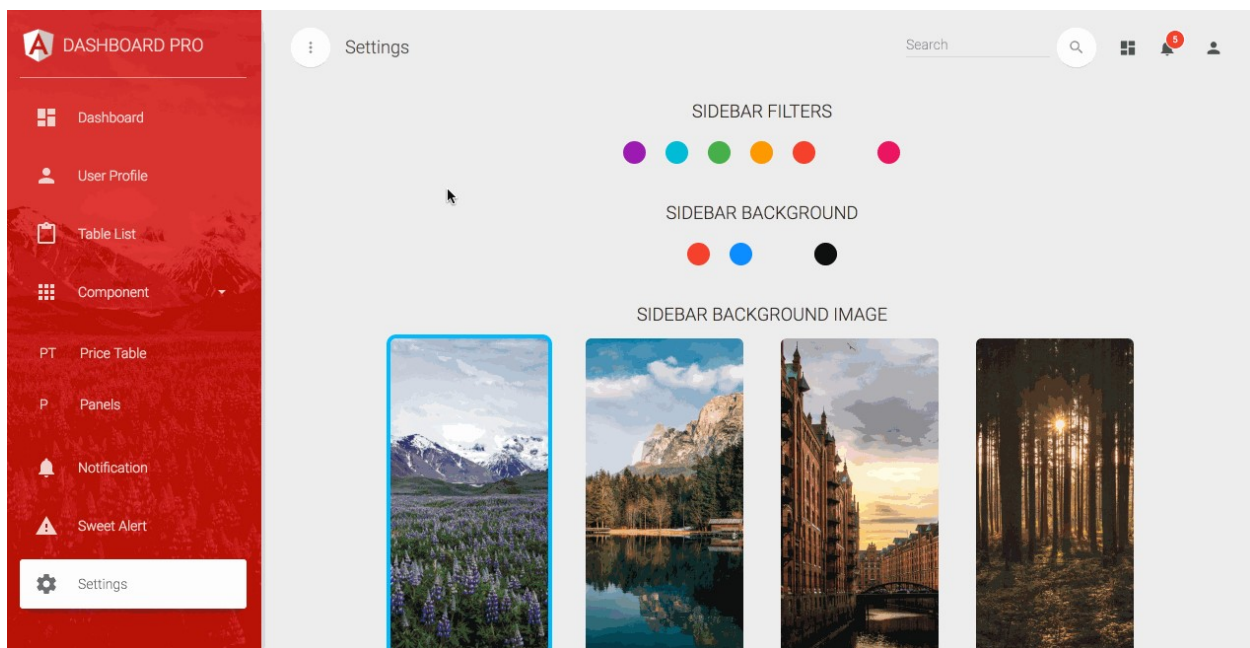 A DASHBOARD PRO
Dashboard
User Profile
Table List
Component
PT Price Table
P Panels
Notification
Sweet Alert
Settings
Settings
Search
5
SIDEBAR FILTERS
SIDEBAR BACKGROUND
SIDEBAR BACKGROUND IMAGE